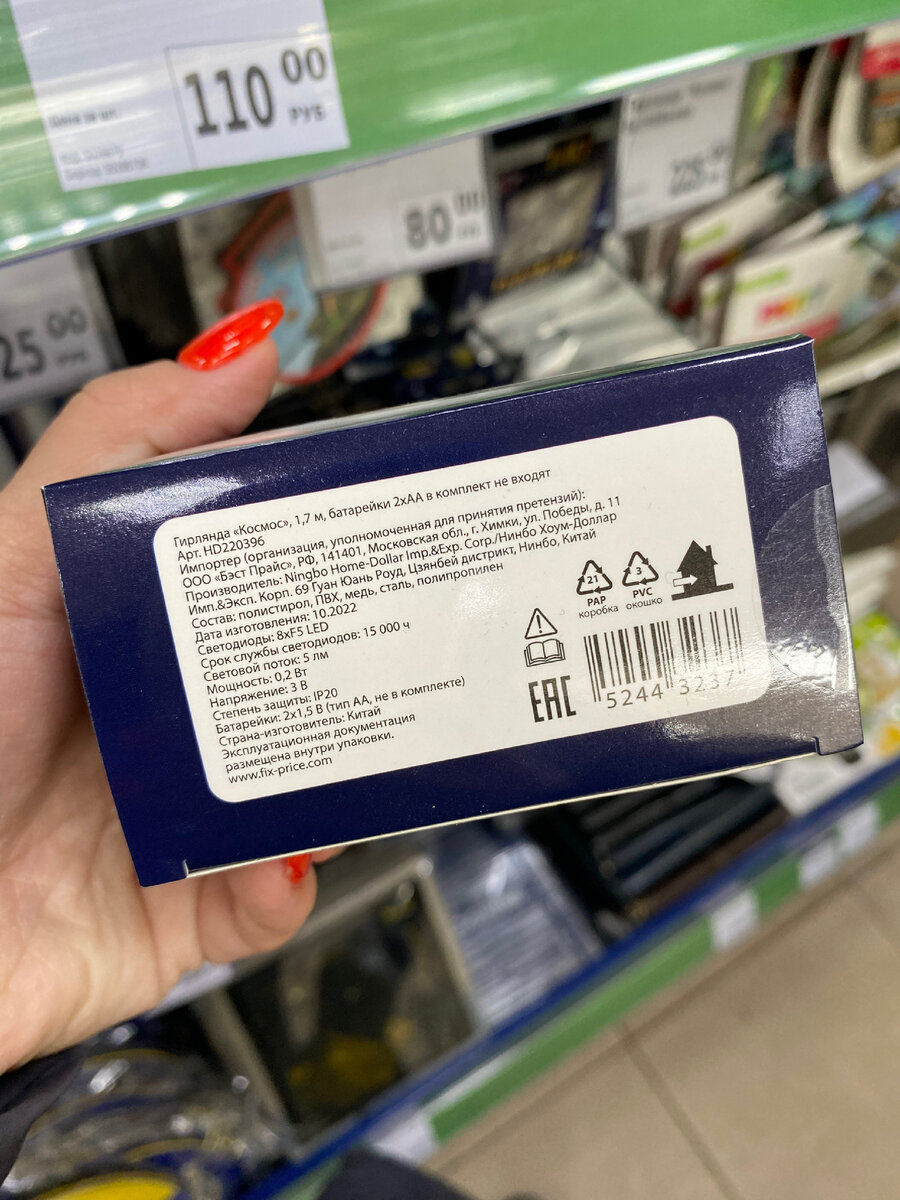 110 00
РУБ
80
225
25 00
Гирлянда «Космос», 1,7 м, батарейки 2хАА в комплект не входят
Арт. HD220396
Импортер (организация, уполномоченная для принятия претензий):
ООО «Бэст Прайс», РФ, 141401, Московская обл., г. Химки, ул. Победы, д. 11
Производитель: Ningbo Home-Dollar Imp.&Exp. Corp./Нинбо Хоум-Доллар
Имп.&Эксп. Корп. 69 Гуан Юань Роуд, Цзянбей дистрикт, Нинбо, Китай
Состав: полистирол, ПВХ, медь, сталь, полипропилен
Дата изготовления: 10.2022
Светодиоды: 8xF5 LED
Срок службы светодиодов: 15 000 ч
Световой поток: 5 лм
Мощность: 0,2 Вт
Напряжение: 3 В
Степень защиты: IP20
Батарейки: 2х1,5 В (тип АА, не в комплекте)
Страна-изготовитель: Китай
Эксплуатационная документация
размещена внутри упаковки.
www.fix-price.com
21
PAP
коробка
3
PVC
окошко
EAC
5244 3237